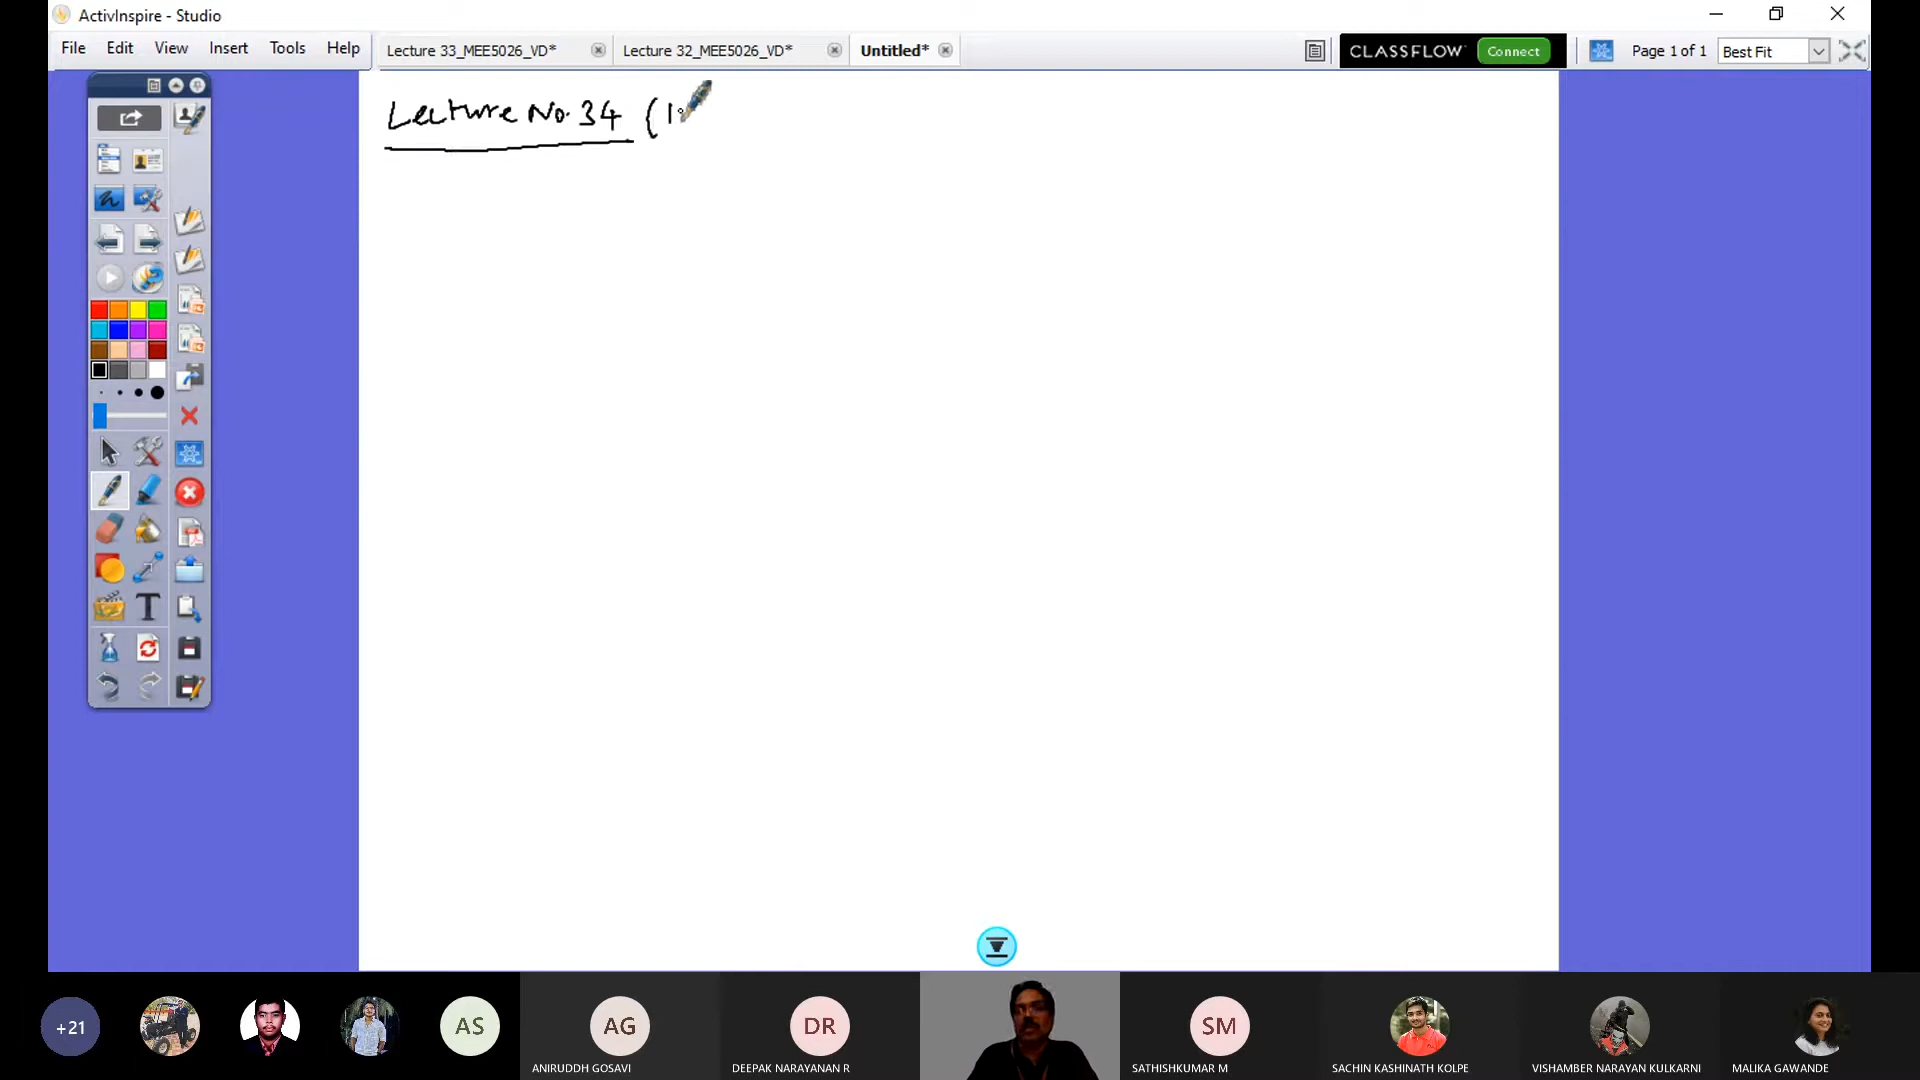 ActivInspire - Studio
File Edit View Insert Tools Help
Lecture 33_MEE5026_VD* Lecture 32_MEE5026_VD* Untitled*
CLASSFLOW Connect Page 1 of 1 Best Fit
Lecture No. 34 (1
T
+21 AS AG DR SM
ANIRUDDH GOSAVI DEEPAK NARAYANAN R SATHISHKUMAR M SACHIN KASHINATH KOLPE VISHAMBER NARAYAN KULKARNI MALIKA GAWANDE